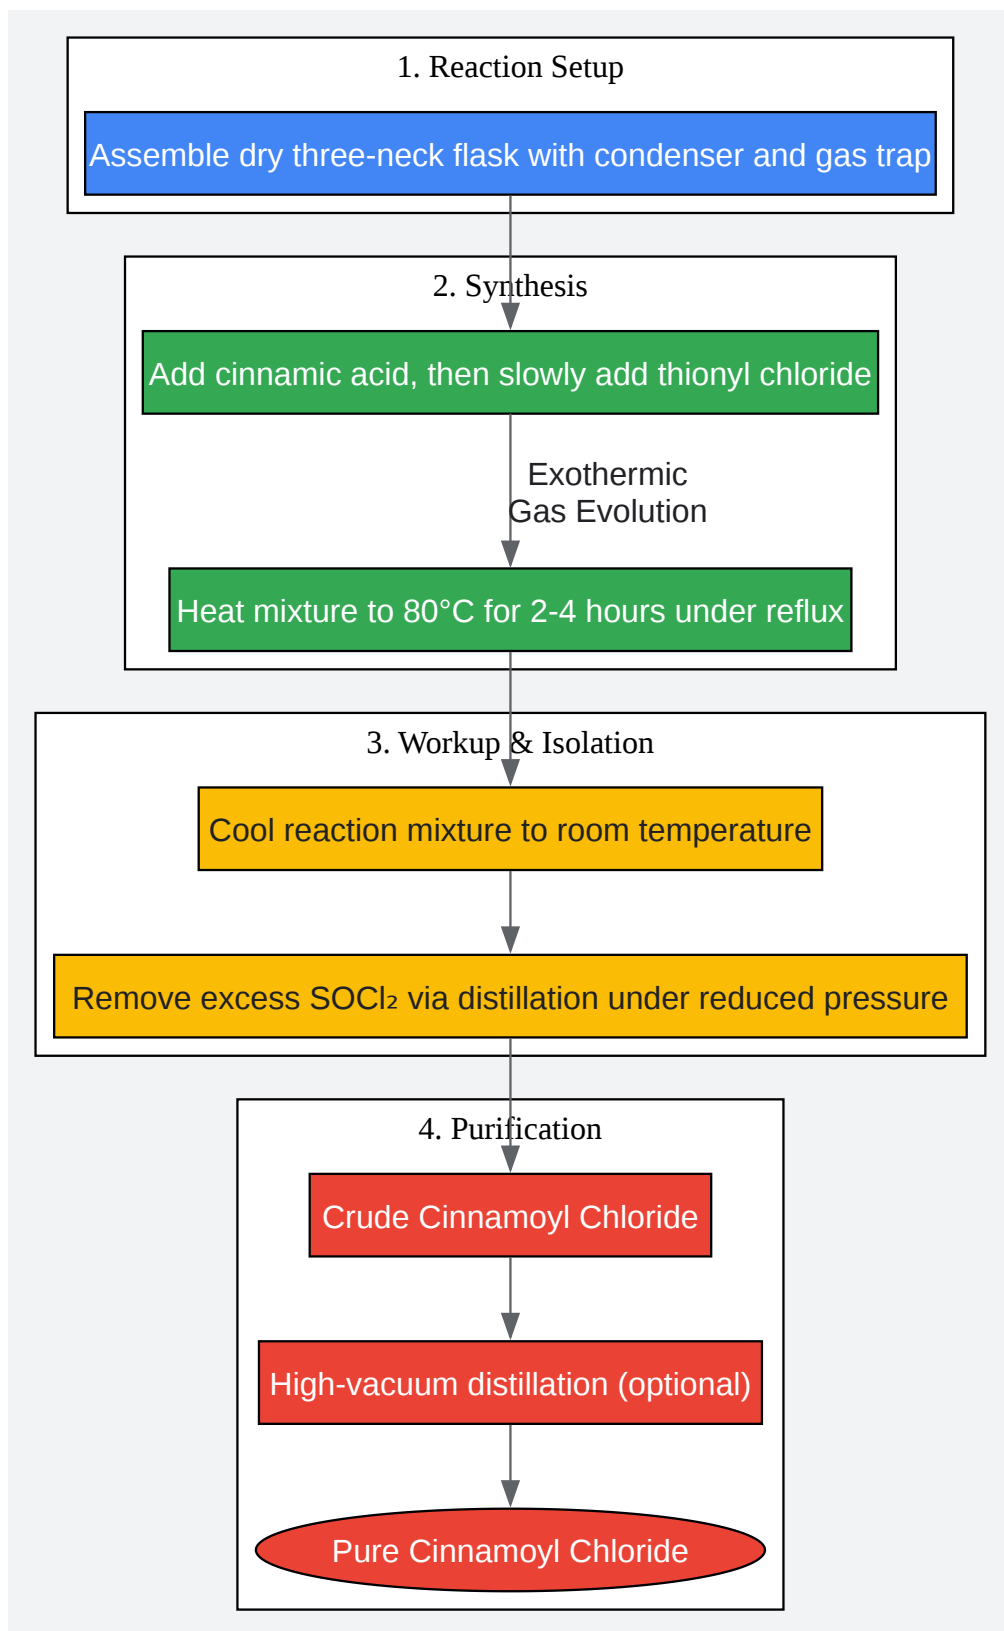 1. Reaction Setup
Assemble dry three-neck flask with condenser and gas trap
2. Synthesis
Add cinnamic acid, then slowly add thionyl chloride
Exothermic
Gas Evolution
Heat mixture to 80°C for 2-4 hours under reflux
3. Workup & Isolation
Cool reaction mixture to room temperature
Remove excess SOCl₂ via distillation under reduced pressure
4. Purification
Crude Cinnamoyl Chloride
High-vacuum distillation (optional)
Pure Cinnamoyl Chloride